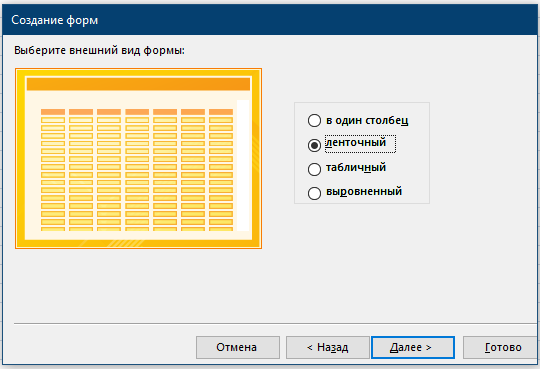 Создание форм
Выберите внешний вид формы:
в один столбец
ленточный
табличный
выровненный
Отмена
< Назад
Далее >
Готово